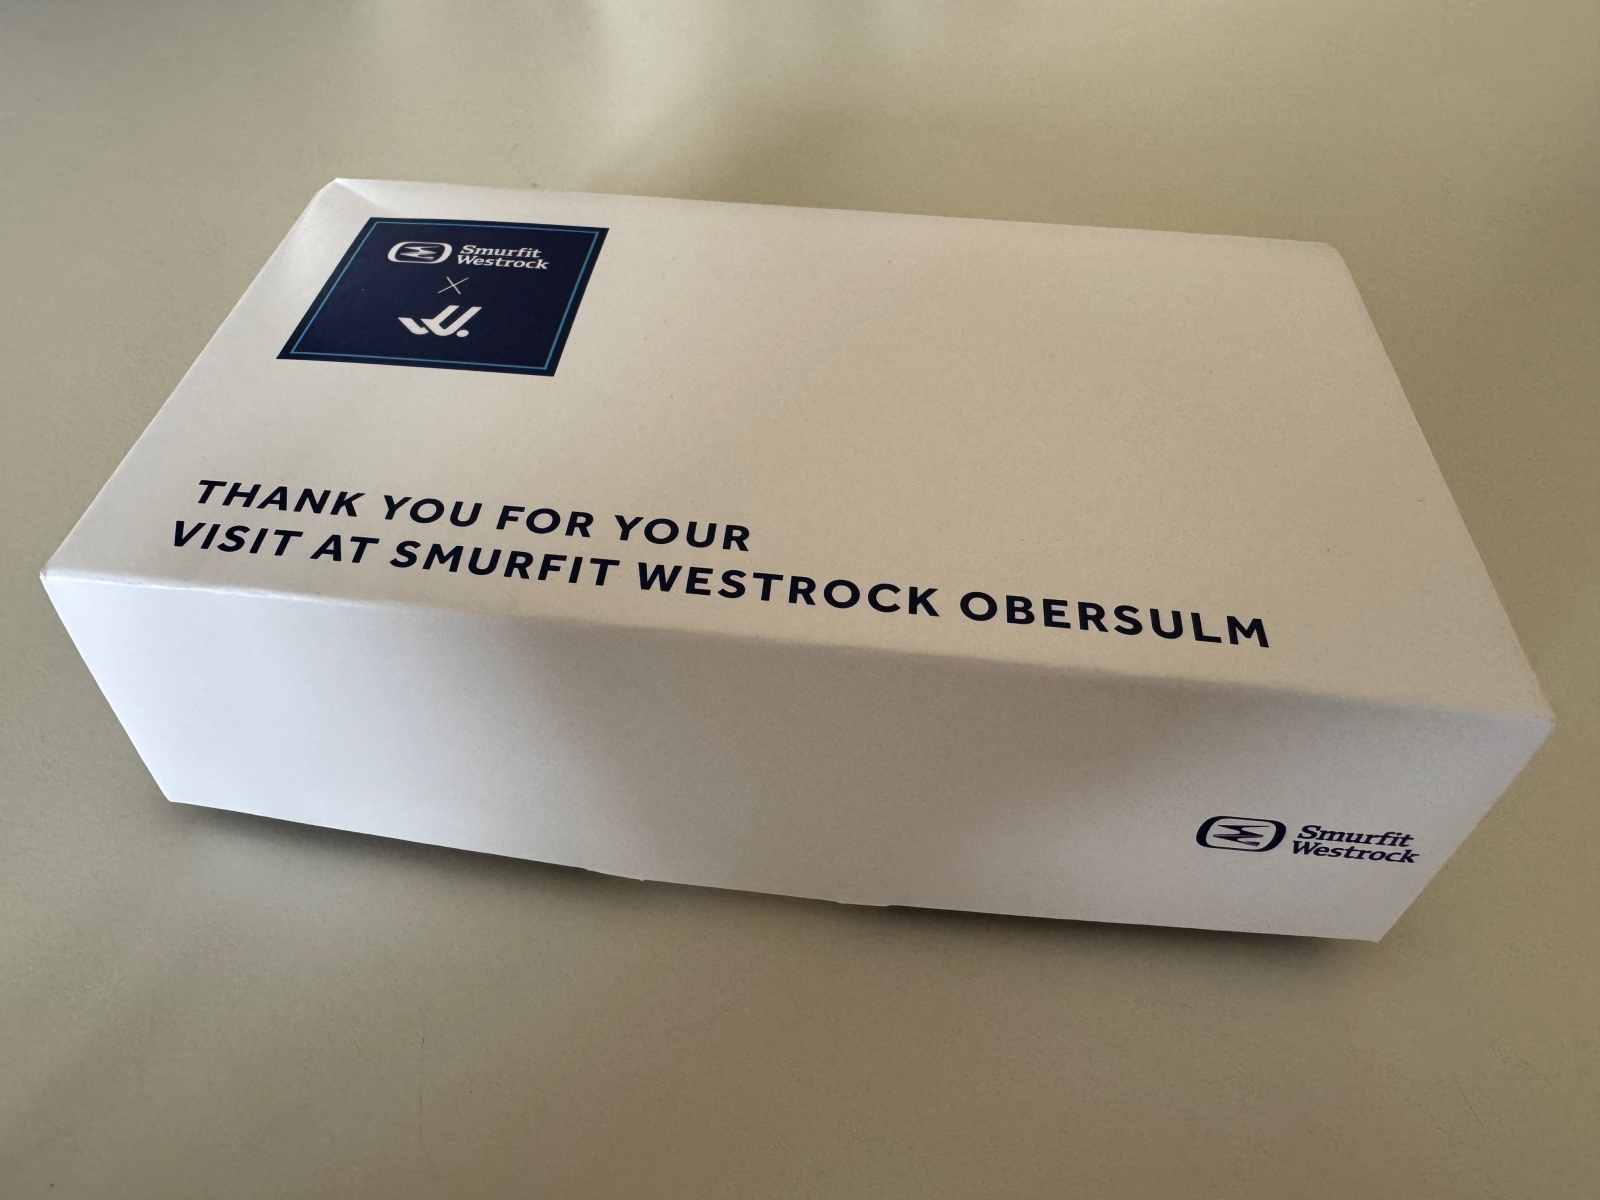 Smurfit
Westrock
X
THANK YOU FOR YOUR
VISIT AT SMURFIT WESTROCK OBERSULM
Smurfit
Westrock